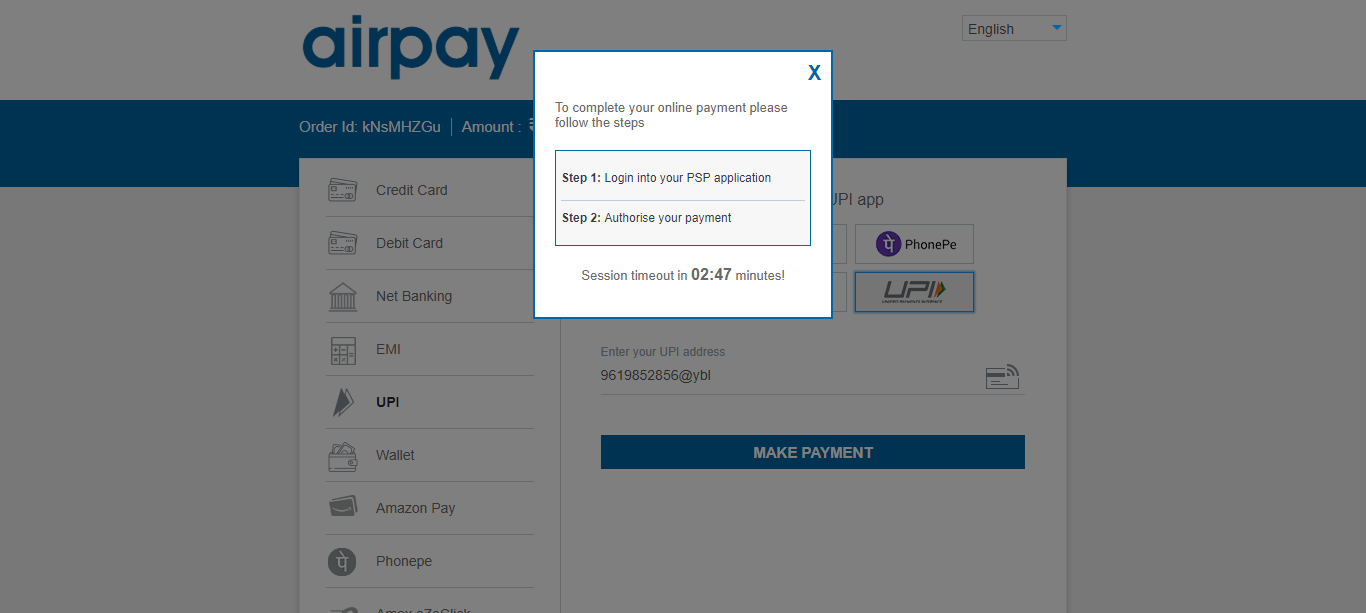 airpay
English
X
To complete your online payment please
follow the steps
Step 1: Login into your PSP application
Step 2: Authorise your payment
Session timeout in 02:47 minutes!
Order Id: kNsMHZGu
Amount :
Credit Card
Debit Card
Net Banking
EMI
UPI
Wallet
Amazon Pay
Phonepe
UPI app
PhonePe
UPI
UNIFIED PAYMENTS INTERFACE
Enter your UPI address
9619852856@ybl
MAKE PAYMENT